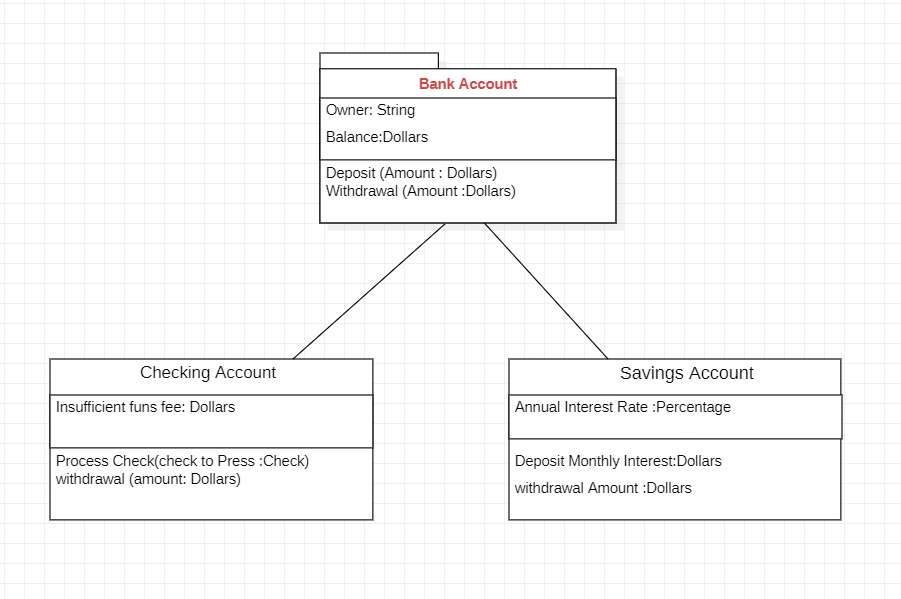 Bank Account
Owner: String
Balance:Dollars
Deposit (Amount : Dollars)
Withdrawal (Amount :Dollars)
Checking Account
Insufficient funs fee: Dollars
Process Check(check to Press :Check)
withdrawal (amount: Dollars)
Savings Account
Annual Interest Rate :Percentage
Deposit Monthly Interest:Dollars
withdrawal Amount :Dollars